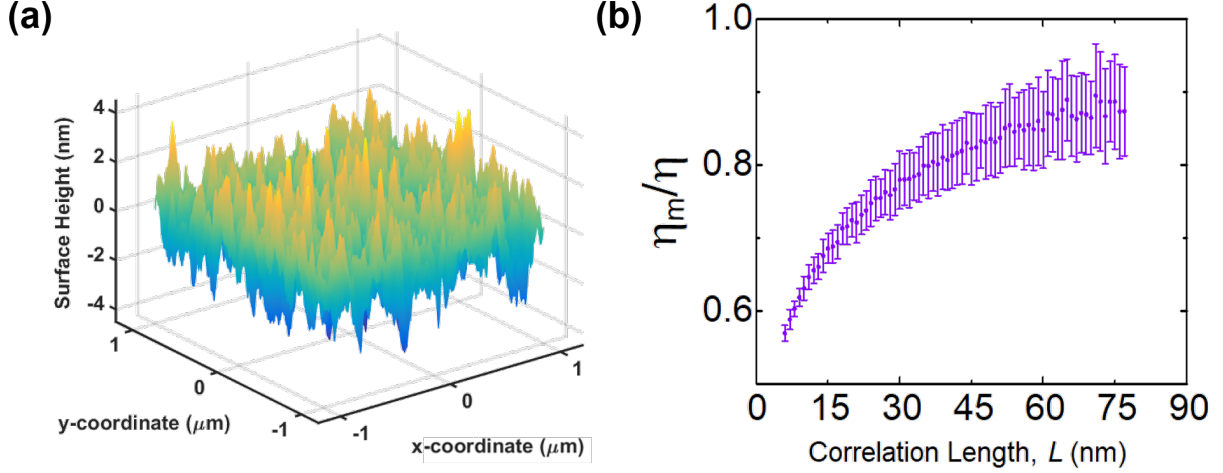 (a)
Surface Height (nm)
4
2
0
-2
-4
1
0
-1
y-coordinate (μm)
-1
0
1
x-coordinate (μm)
(b)
ηm/η
1.0
0.8
0.6
0 15 30 45 60 75 90
Correlation Length, L (nm)